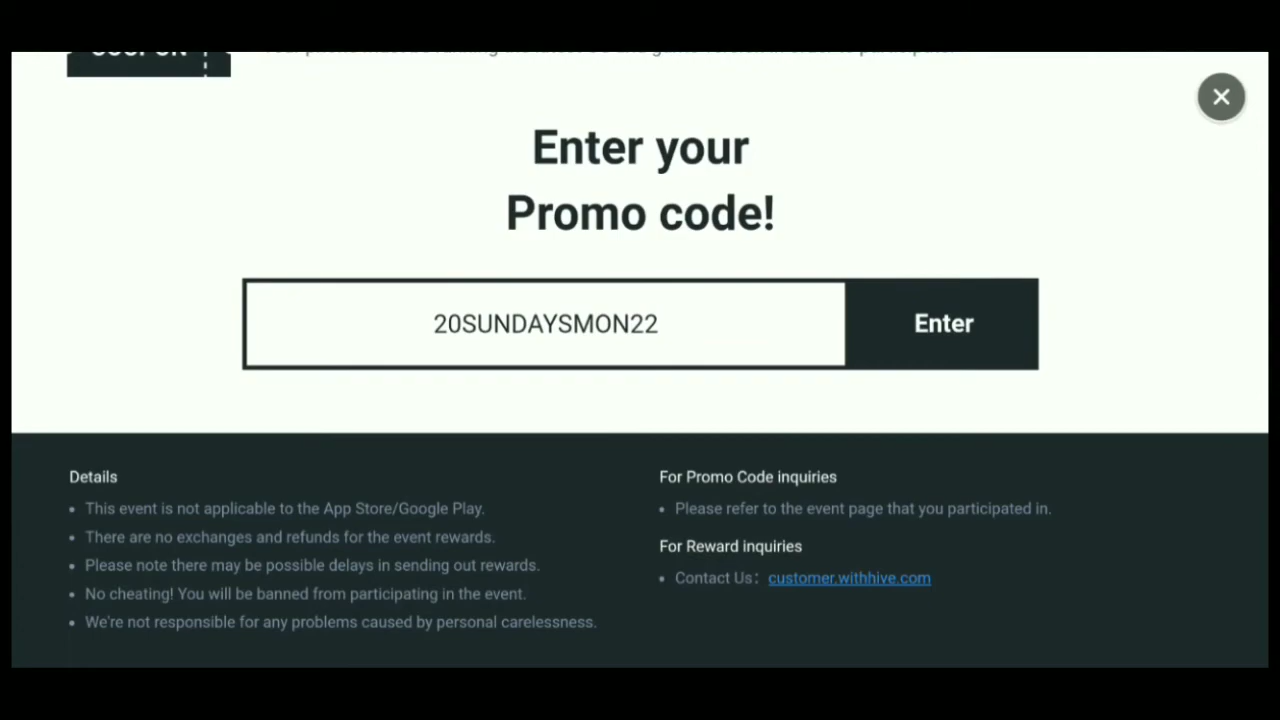 Enter your
Promo code!
20SUNDAYSMON22
Enter
Details
• This event is not applicable to the App Store/Google Play.
• There are no exchanges and refunds for the event rewards.
• Please note there may be possible delays in sending out rewards.
• No cheating! You will be banned from participating in the event.
• We're not responsible for any problems caused by personal carelessness.
For Promo Code inquiries
• Please refer to the event page that you participated in.
For Reward inquiries
• Contact Us： customer.withhive.com